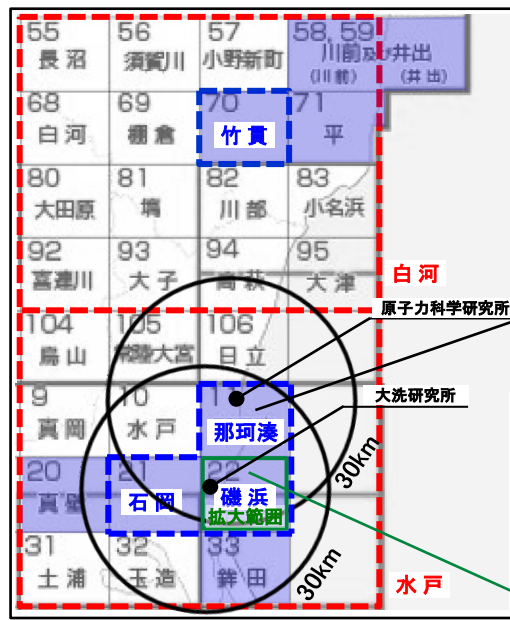 55 56 57 58, 59
長沼 須賀川 小野新町 川前及び井出
(川前) (井出)
68 69 70 71
白河 棚倉 竹貫 平
80 81 82 83
大田原 塙 川部 小名浜
92 93 94 95
喜連川 大子 高萩 大津
白河
104 105 106
烏山 常陸大宮 日立
原子力科学研究所
9 10 11
真岡 水戸 那珂湊
大洗研究所
30km
20 21 22
真壁 石岡 磯浜
拡大範囲
31 32 33
土浦 玉造 鉾田
30km
水戸